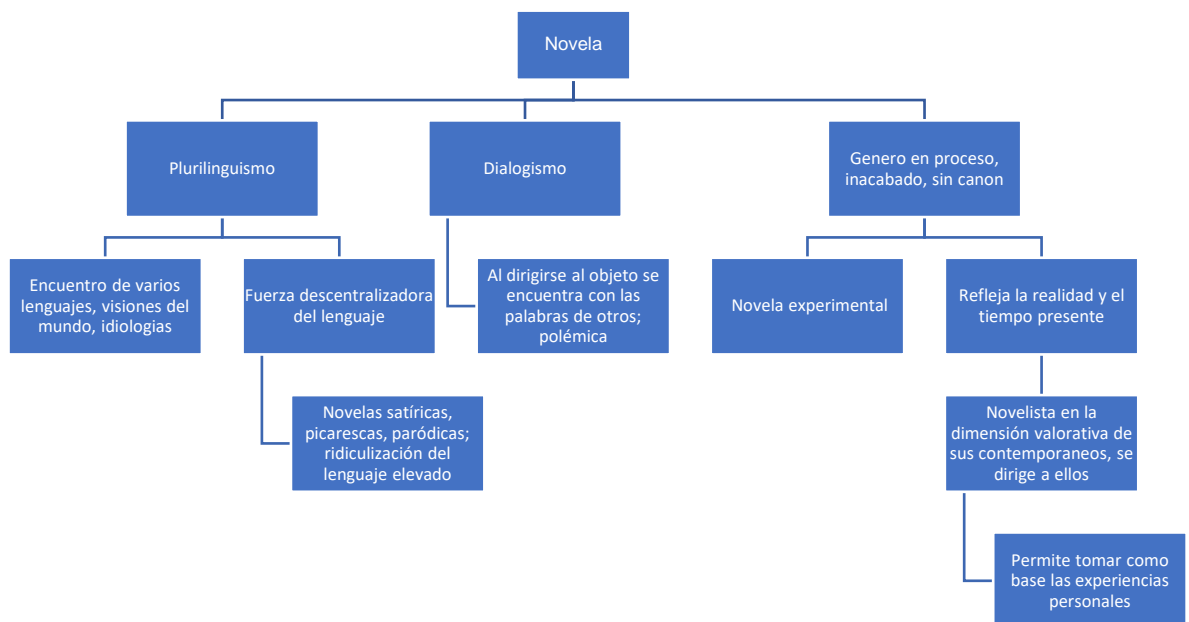 Novela
Plurilinguismo
Dialogismo
Genero en proceso,
inacabado, sin canon
Encuentro de varios
lenguajes, visiones del
mundo, idiologias
Fuerza descentralizadora
del lenguaje
Al dirigirse al objeto se
encuentra con las
palabras de otros;
polémica
Novela experimental
Refleja la realidad y el
tiempo presente
Novelas satíricas,
picarescas, paródicas;
ridiculización del
lenguaje elevado
Novelista en la
dimensión valorativa de
sus contemporaneos, se
dirige a ellos
Permite tomar como
base las experiencias
personales